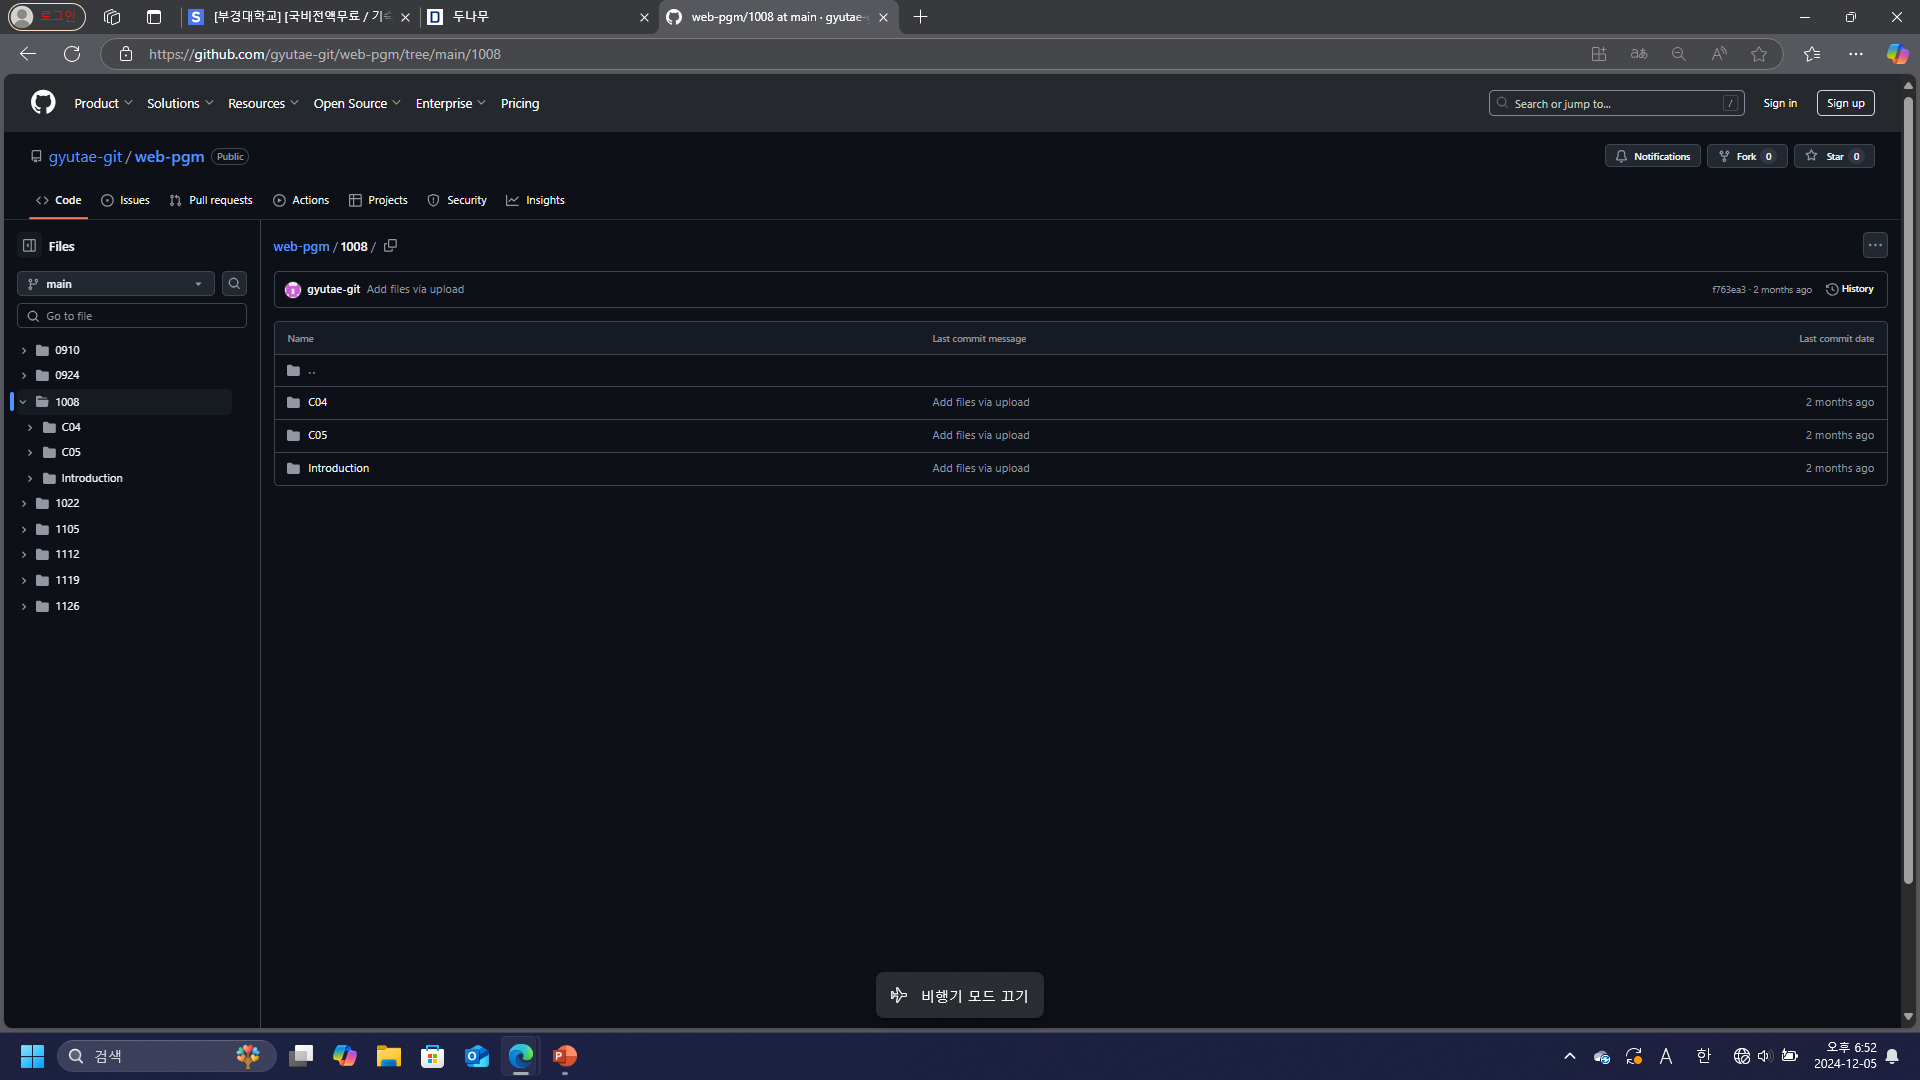 로그인
[부경대학교] [국비전액무료 / 기숙
두나무
web-pgm/1008 at main · gyutae-g
https://github.com/gyutae-git/web-pgm/tree/main/1008
Product
Solutions
Resources
Open Source
Enterprise
Pricing
Search or jump to...
/
Sign in
Sign up
gyutae-git / web-pgm
Public
Notifications
Fork 0
Star 0
Code
Issues
Pull requests
Actions
Projects
Security
Insights
Files
web-pgm / 1008 /
main
gyutae-git Add files via upload
f763ea3 · 2 months ago
History
Go to file
Name
Last commit message
Last commit date
0910
0924
1008
C04
C05
Introduction
1022
1105
1112
1119
1126
..
C04
Add files via upload
2 months ago
C05
Add files via upload
2 months ago
Introduction
Add files via upload
2 months ago
비행기 모드 끄기
검색
A
한
오후 6:52
2024-12-05